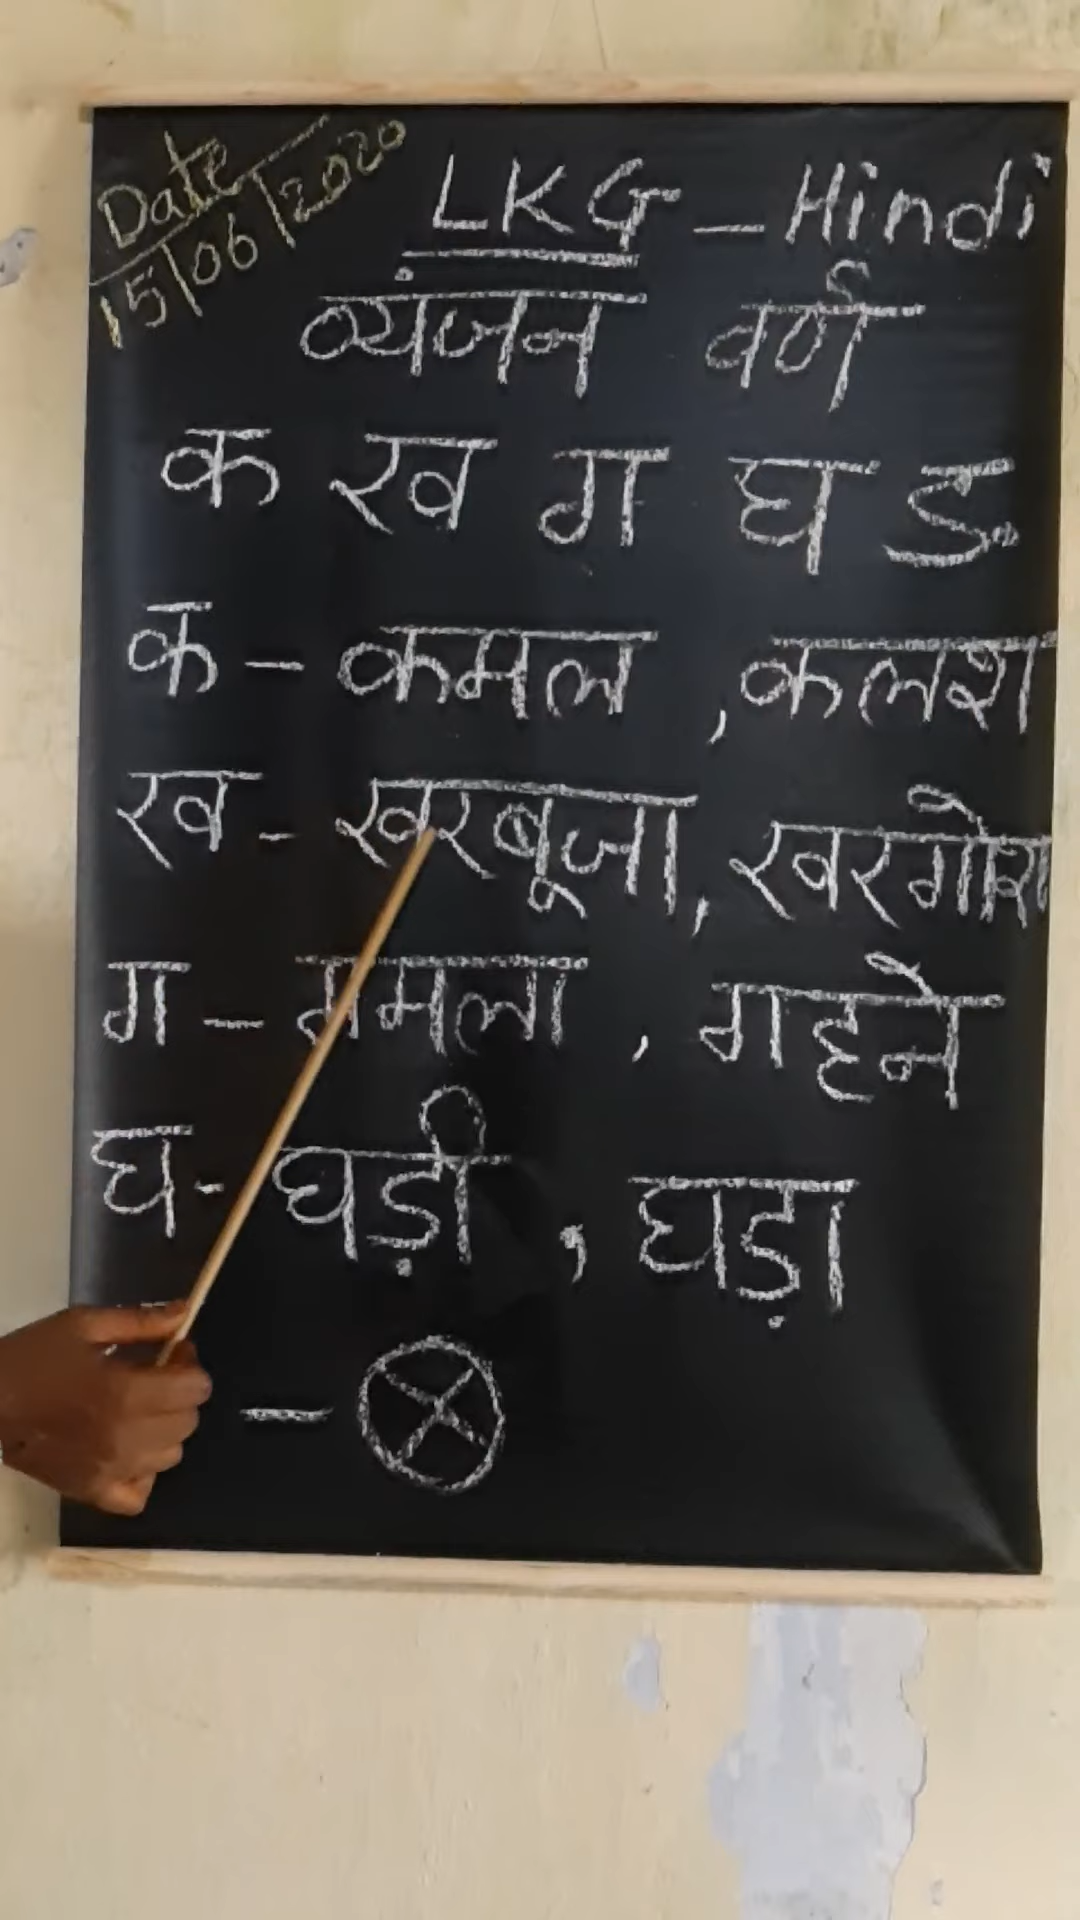 Date
15/06/2020
LKG - Hindi
व्यंजन वर्ण
क ख ग घ ङ
क - कमल , कलश
ख - खरबूजा , खरगोश
ग - गमला , गहने
घ - घड़ी , घड़ा